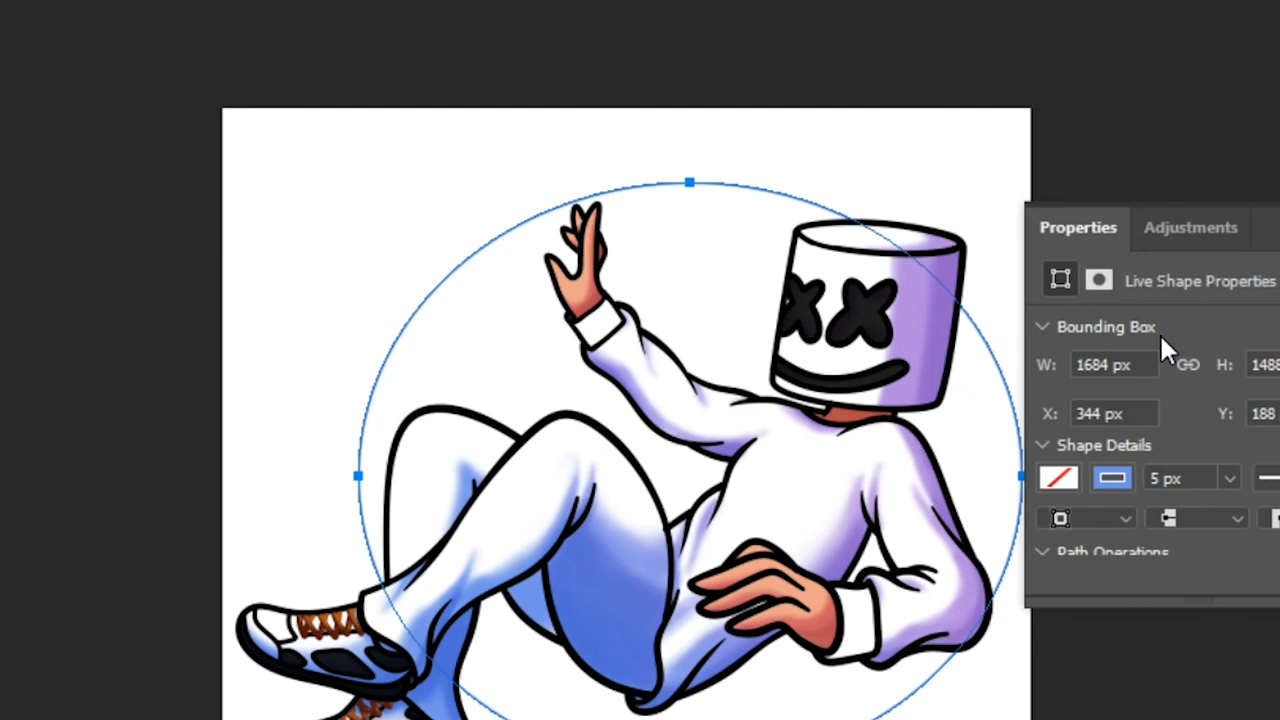 Properties Adjustments
Live Shape Properties
Bounding Box
W: 1684 px H: 1488
X: 344 px Y: 188
Shape Details
5 px
Path Operations